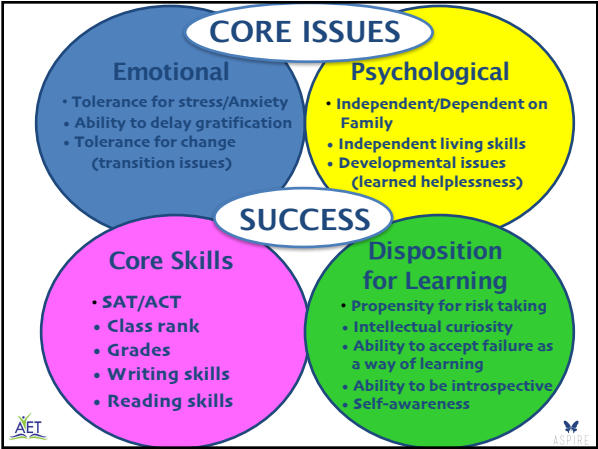 CORE ISSUES
Emotional
• Tolerance for stress/Anxiety
• Ability to delay gratification
• Tolerance for change
(transition issues)
Psychological
• Independent/Dependent on
Family
• Independent living skills
• Developmental issues
(learned helplessness)
SUCCESS
Core Skills
• SAT/ACT
• Class rank
• Grades
• Writing skills
• Reading skills
Disposition
for Learning
• Propensity for risk taking
• Intellectual curiosity
• Ability to accept failure as
a way of learning
• Ability to be introspective
• Self-awareness
AET
ASPIRE